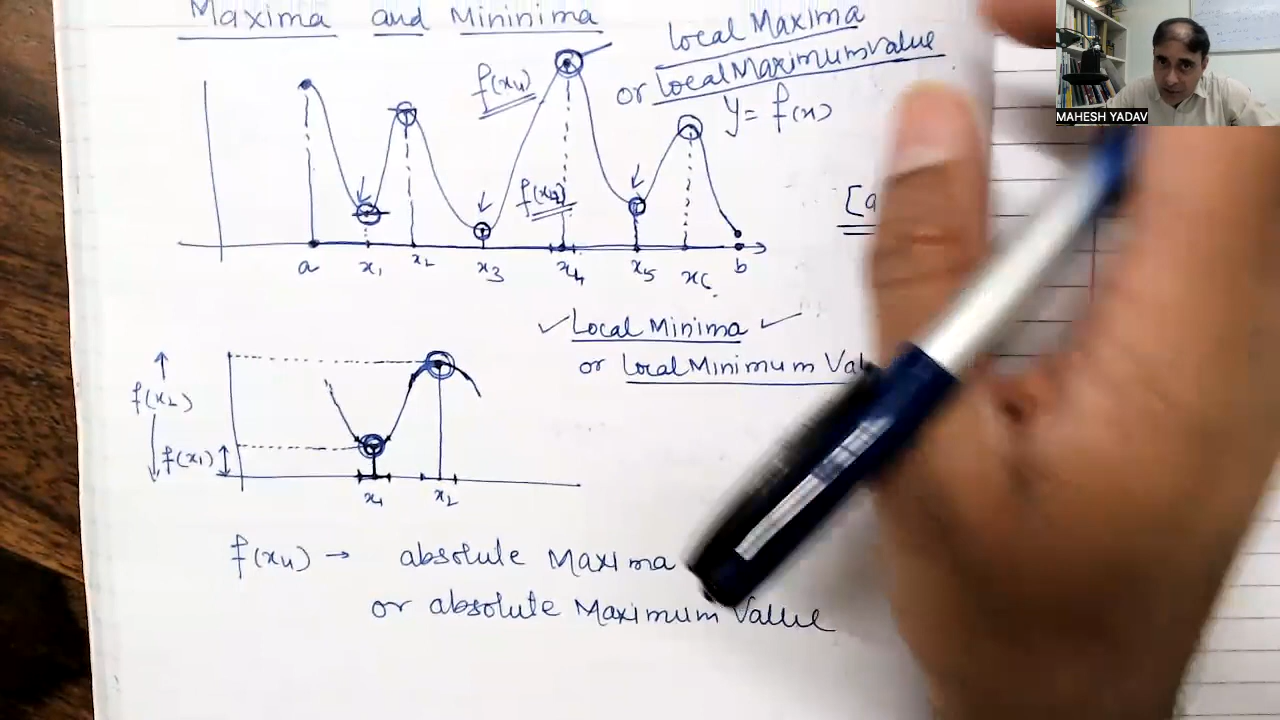 Maxima and Mininima
Local Maxima
or Local Maximum Value
f(x4)
y = f(x)
MAHESH YADAV
f(x4)
[a
a x1 x2 x3 x4 x5 x6 b
✓ Local Minima ✓
or Local Minimum Val
f(x2)
f(x1)
x1 x2
f(x4) → absolute Maxima
or absolute Maximum Value